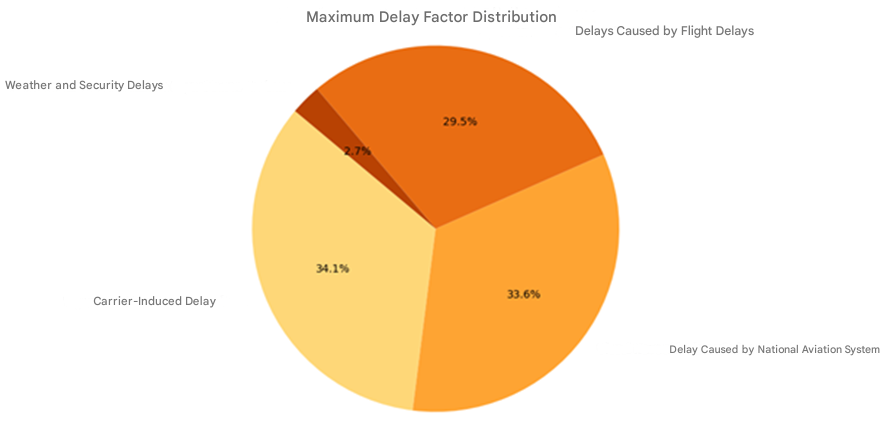 Maximum Delay Factor Distribution
Delays Caused by Flight Delays
Weather and Security Delays
29.5%
2.7%
34.1%
33.6%
Carrier-Induced Delay
Delay Caused by National Aviation System